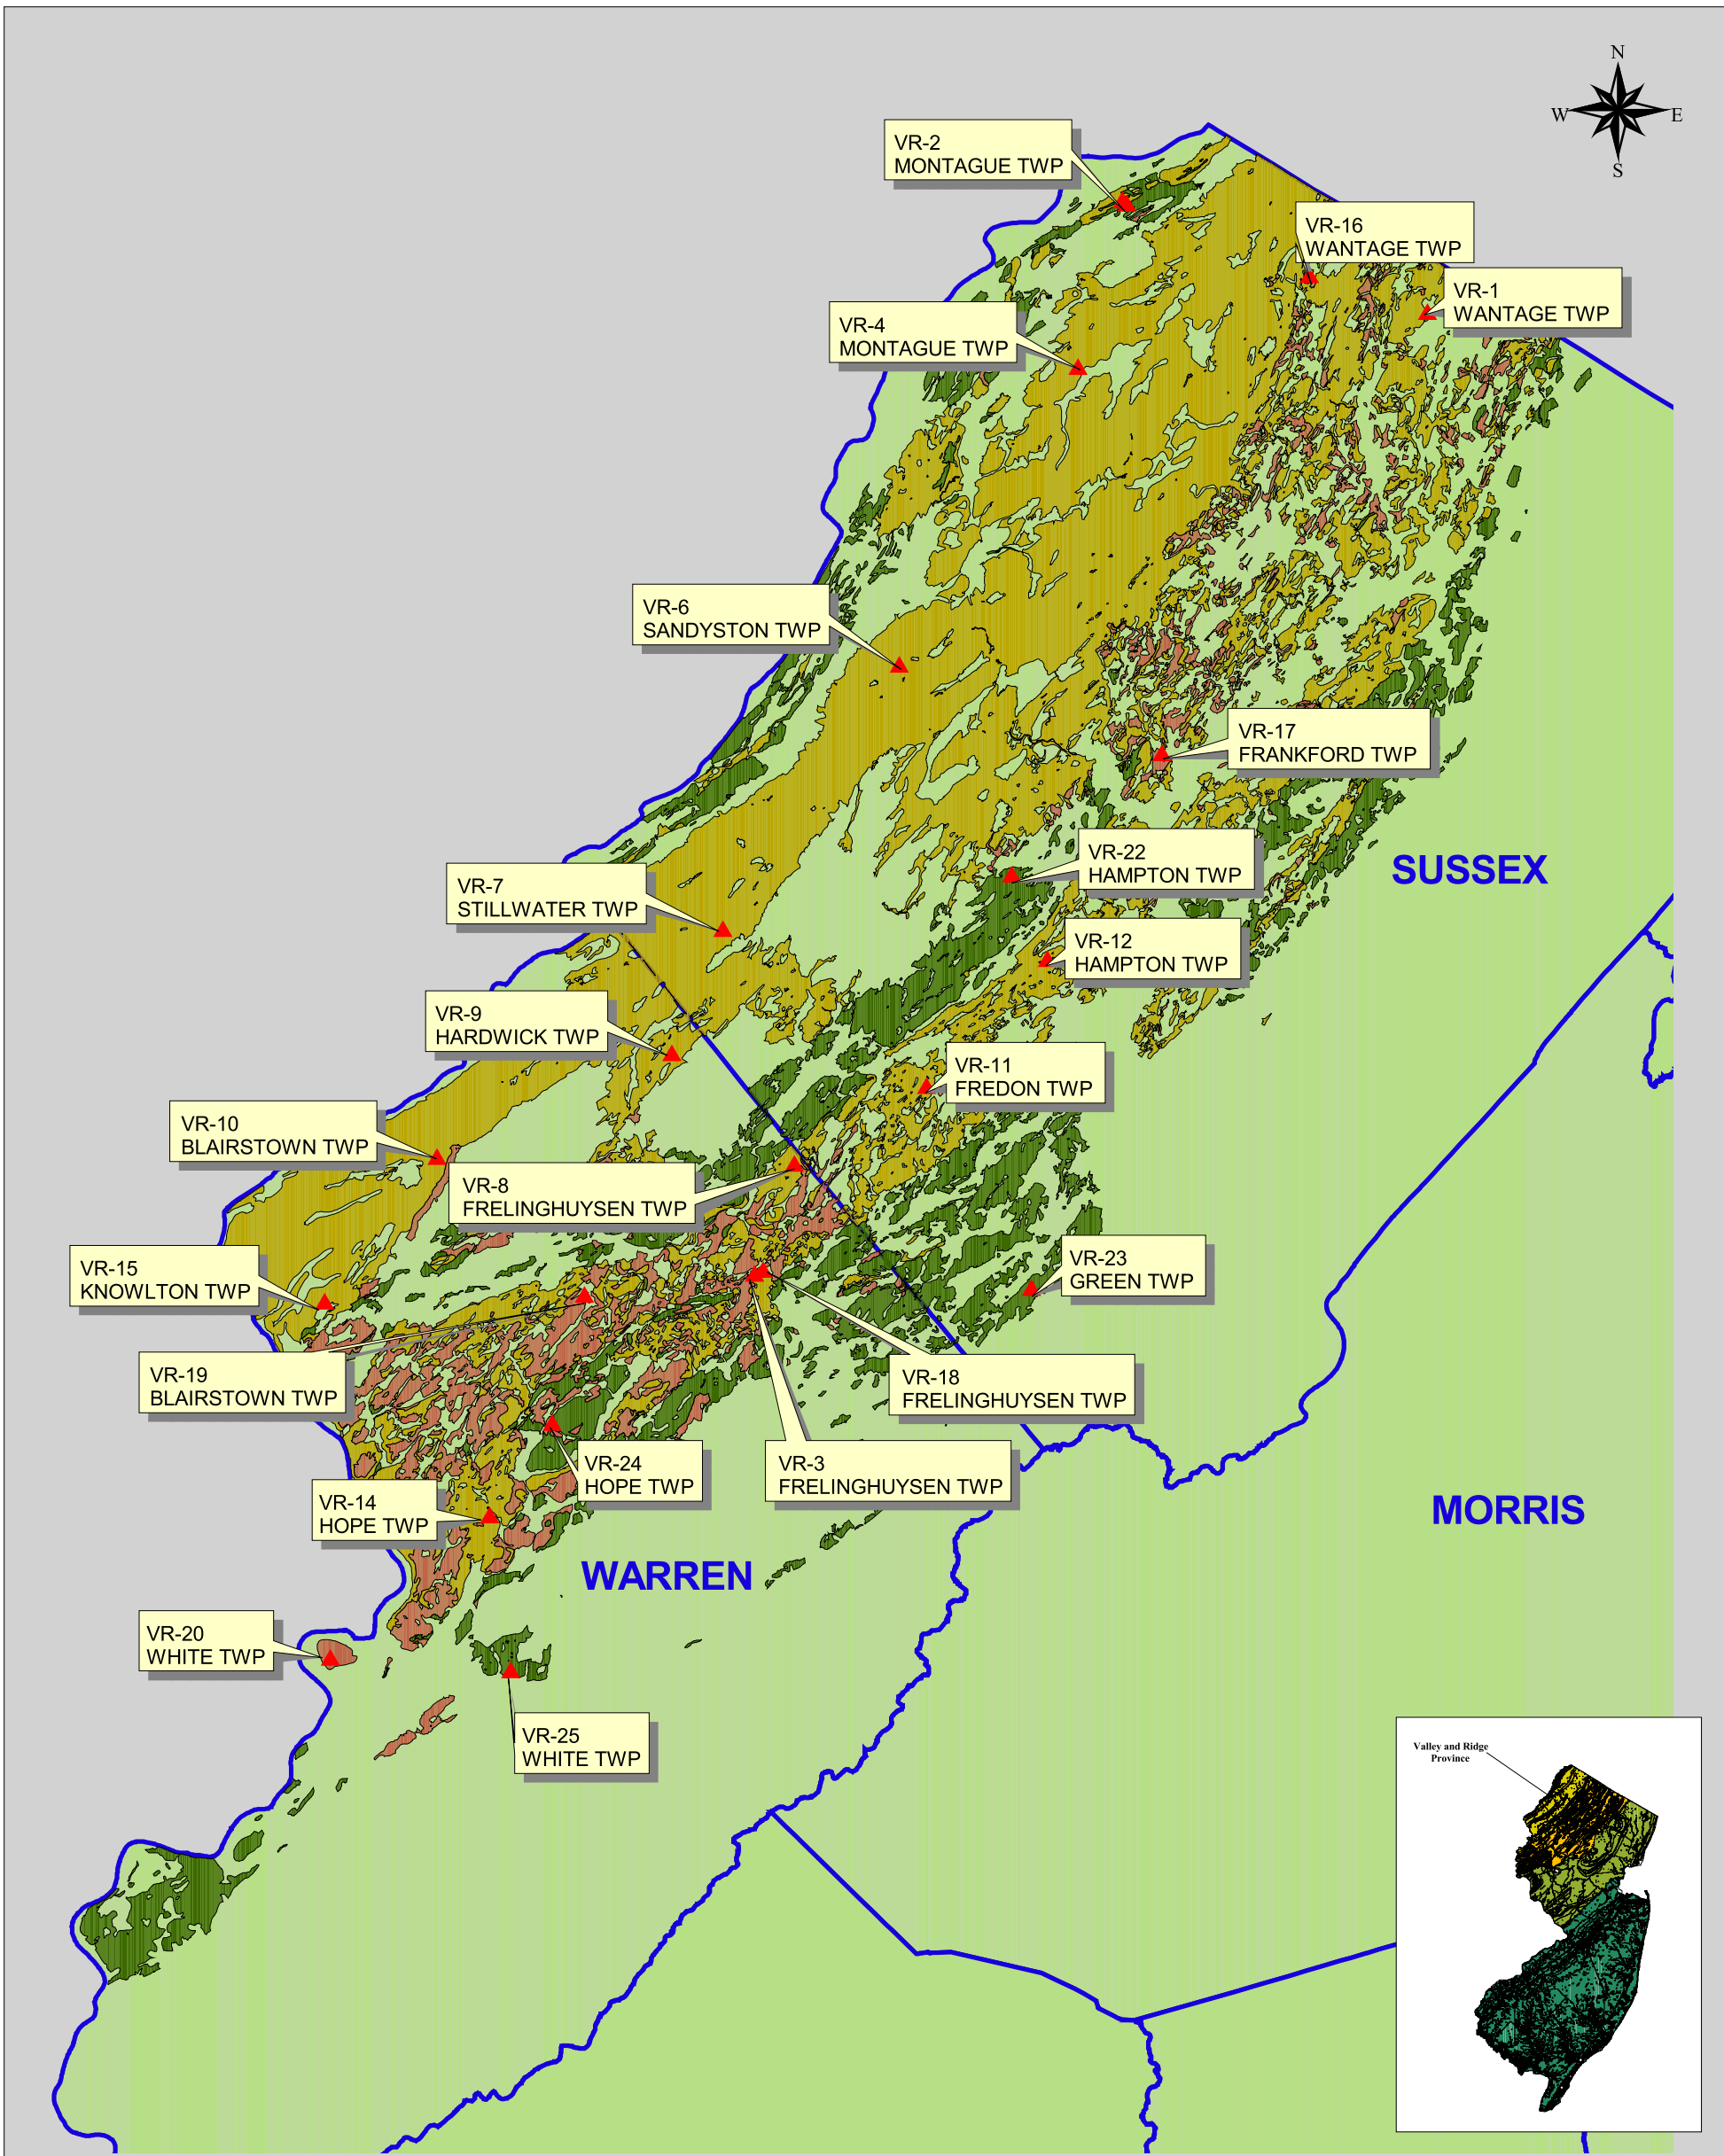 N
W
E
S
VR-2
MONTAGUE TWP
VR-16
WANTAGE TWP
VR-1
WANTAGE TWP
VR-4
MONTAGUE TWP
VR-6
SANDYSTON TWP
VR-17
FRANKFORD TWP
VR-22
HAMPTON TWP
SUSSEX
VR-7
STILLWATER TWP
VR-12
HAMPTON TWP
VR-9
HARDWICK TWP
VR-11
FREDON TWP
VR-10
BLAIRSTOWN TWP
VR-8
FRELINGHUYSEN TWP
VR-15
KNOWLTON TWP
VR-23
GREEN TWP
VR-19
BLAIRSTOWN TWP
VR-18
FRELINGHUYSEN TWP
VR-24
HOPE TWP
VR-3
FRELINGHUYSEN TWP
VR-14
HOPE TWP
MORRIS
WARREN
VR-20
WHITE TWP
VR-25
WHITE TWP
Valley and Ridge
Province